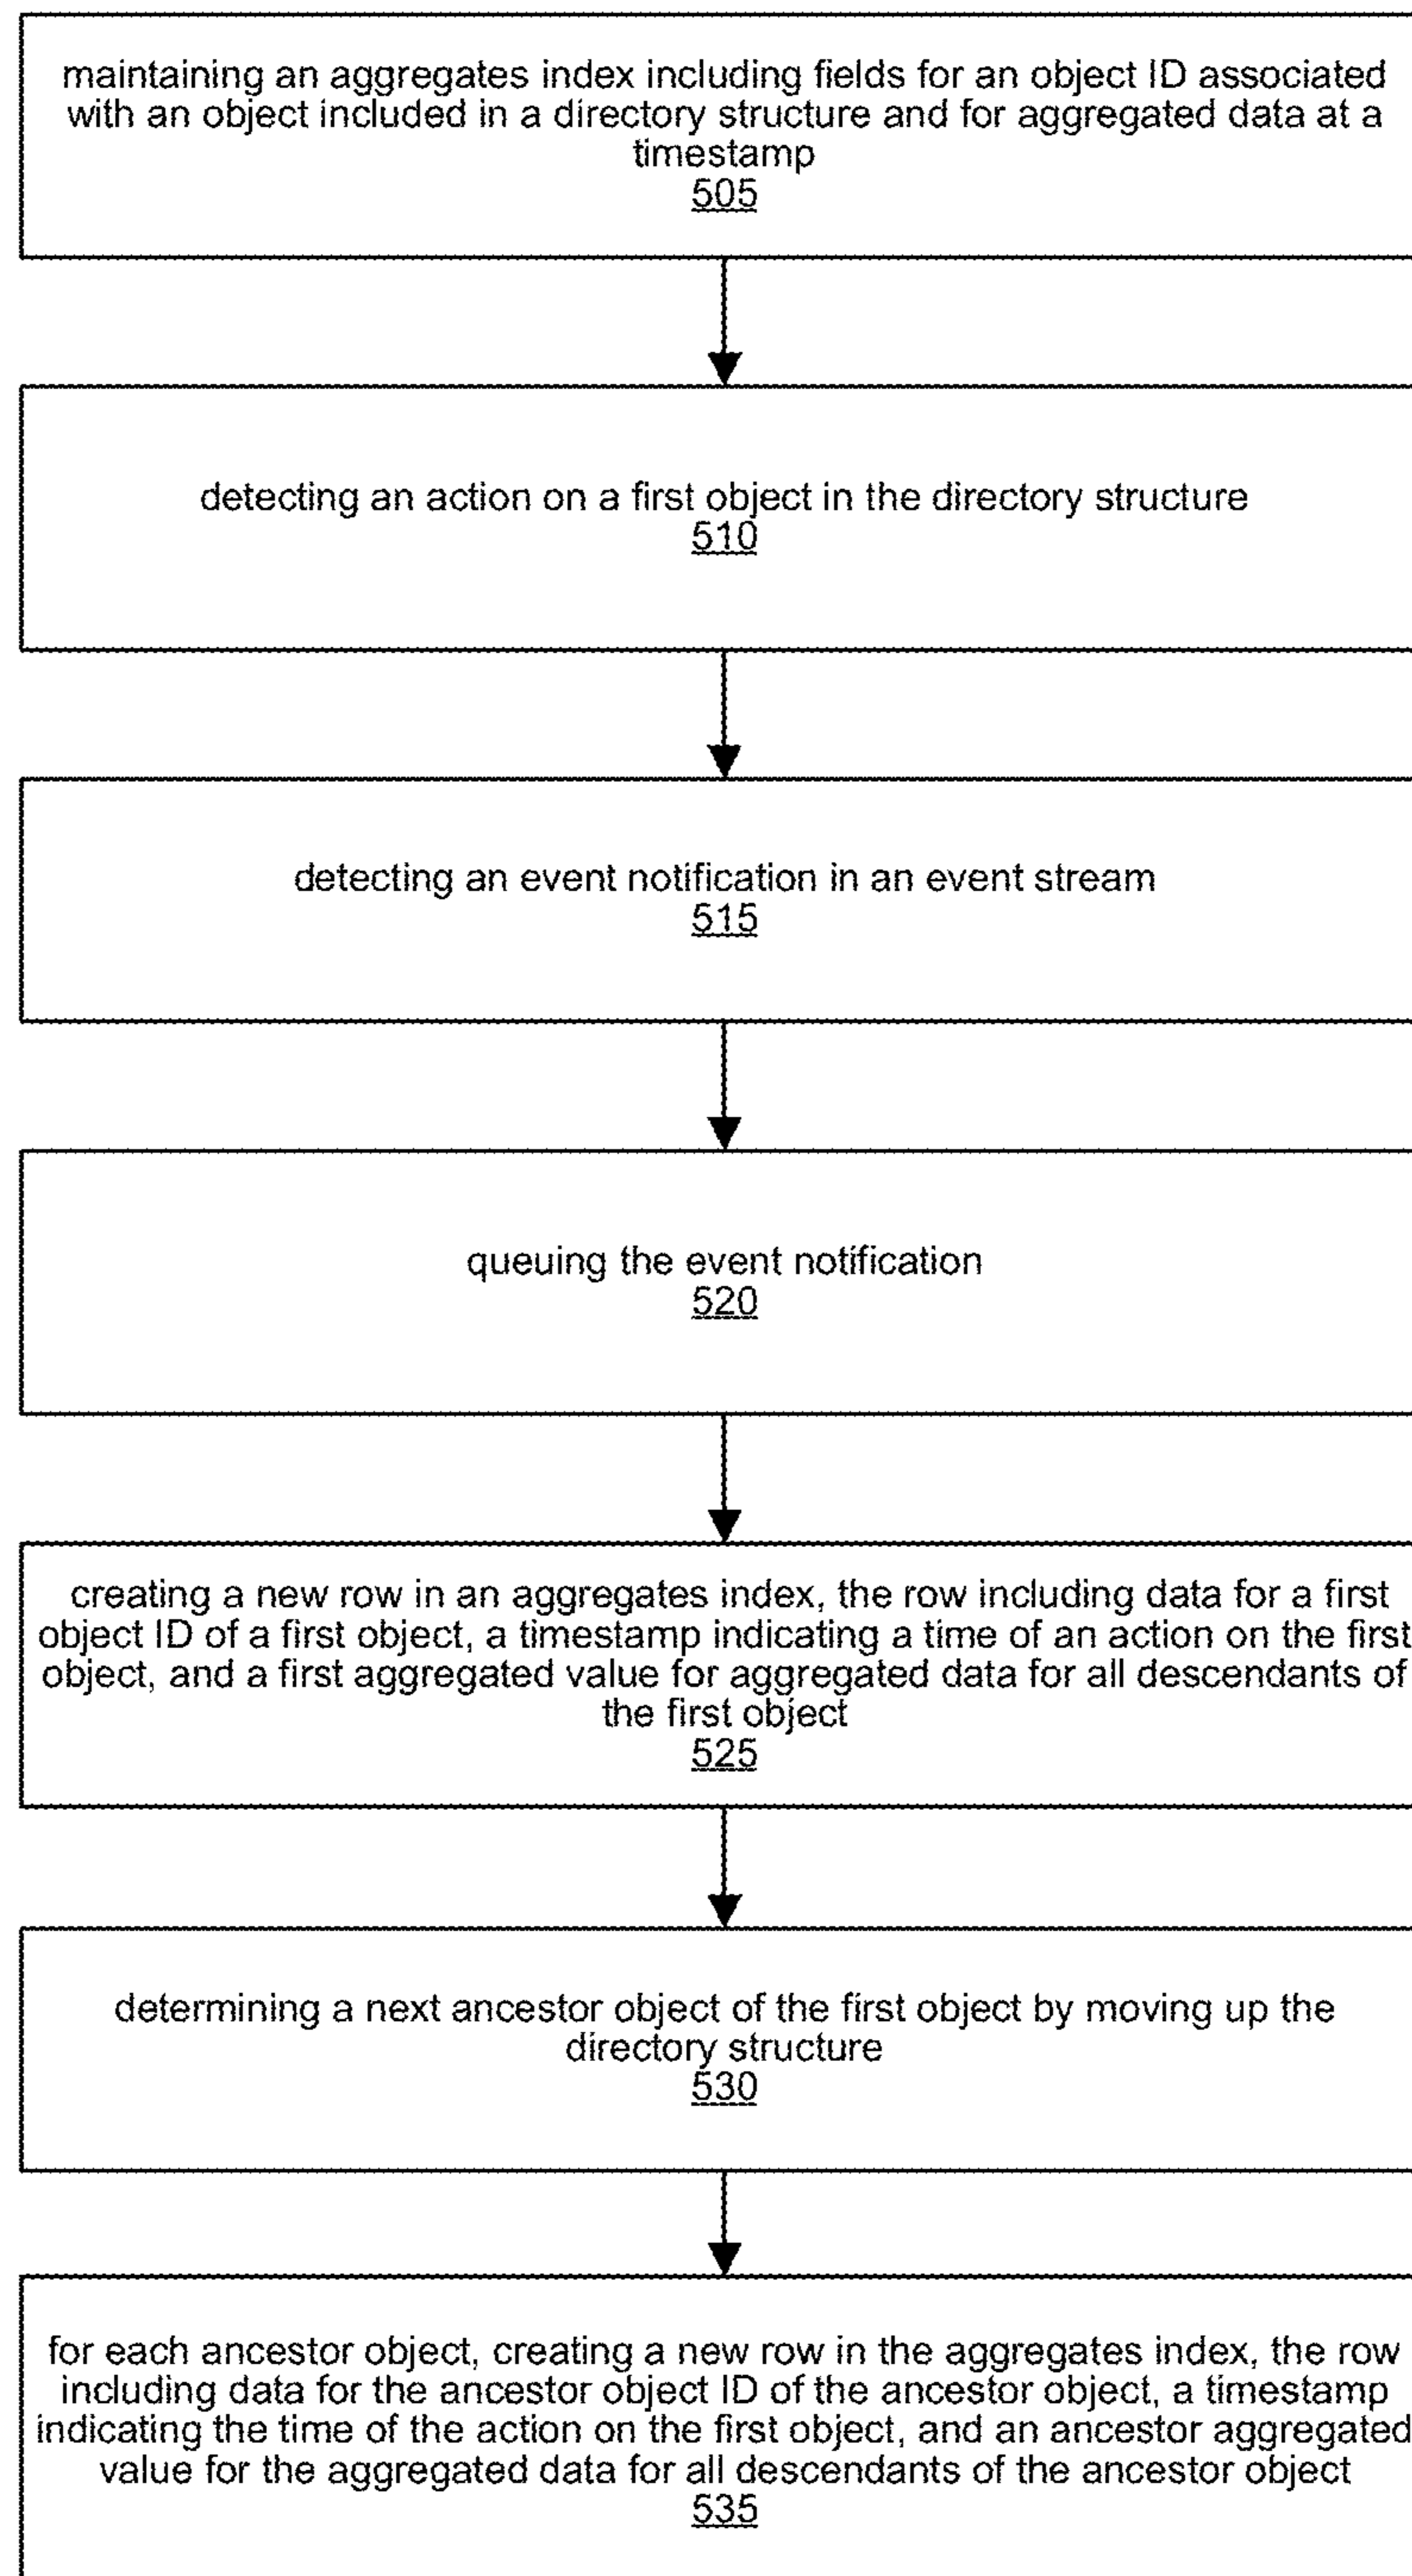 maintaining an aggregates index including fields for an object ID associated
with an object included in a directory structure and for aggregated data at a
timestamp
505
detecting an action on a first object in the directory structure
510
detecting an event notification in an event stream
515
queuing the event notification
520
creating a new row in an aggregates index, the row including data for a first
object ID of a first object, a timestamp indicating a time of an action on the first
object, and a first aggregated value for aggregated data for all descendants of
the first object
525
determining a next ancestor object of the first object by moving up the
directory structure
530
for each ancestor object, creating a new row in the aggregates index, the row
including data for the ancestor object ID of the ancestor object, a timestamp
indicating the time of the action on the first object, and an ancestor aggregated
value for the aggregated data for all descendants of the ancestor object
535